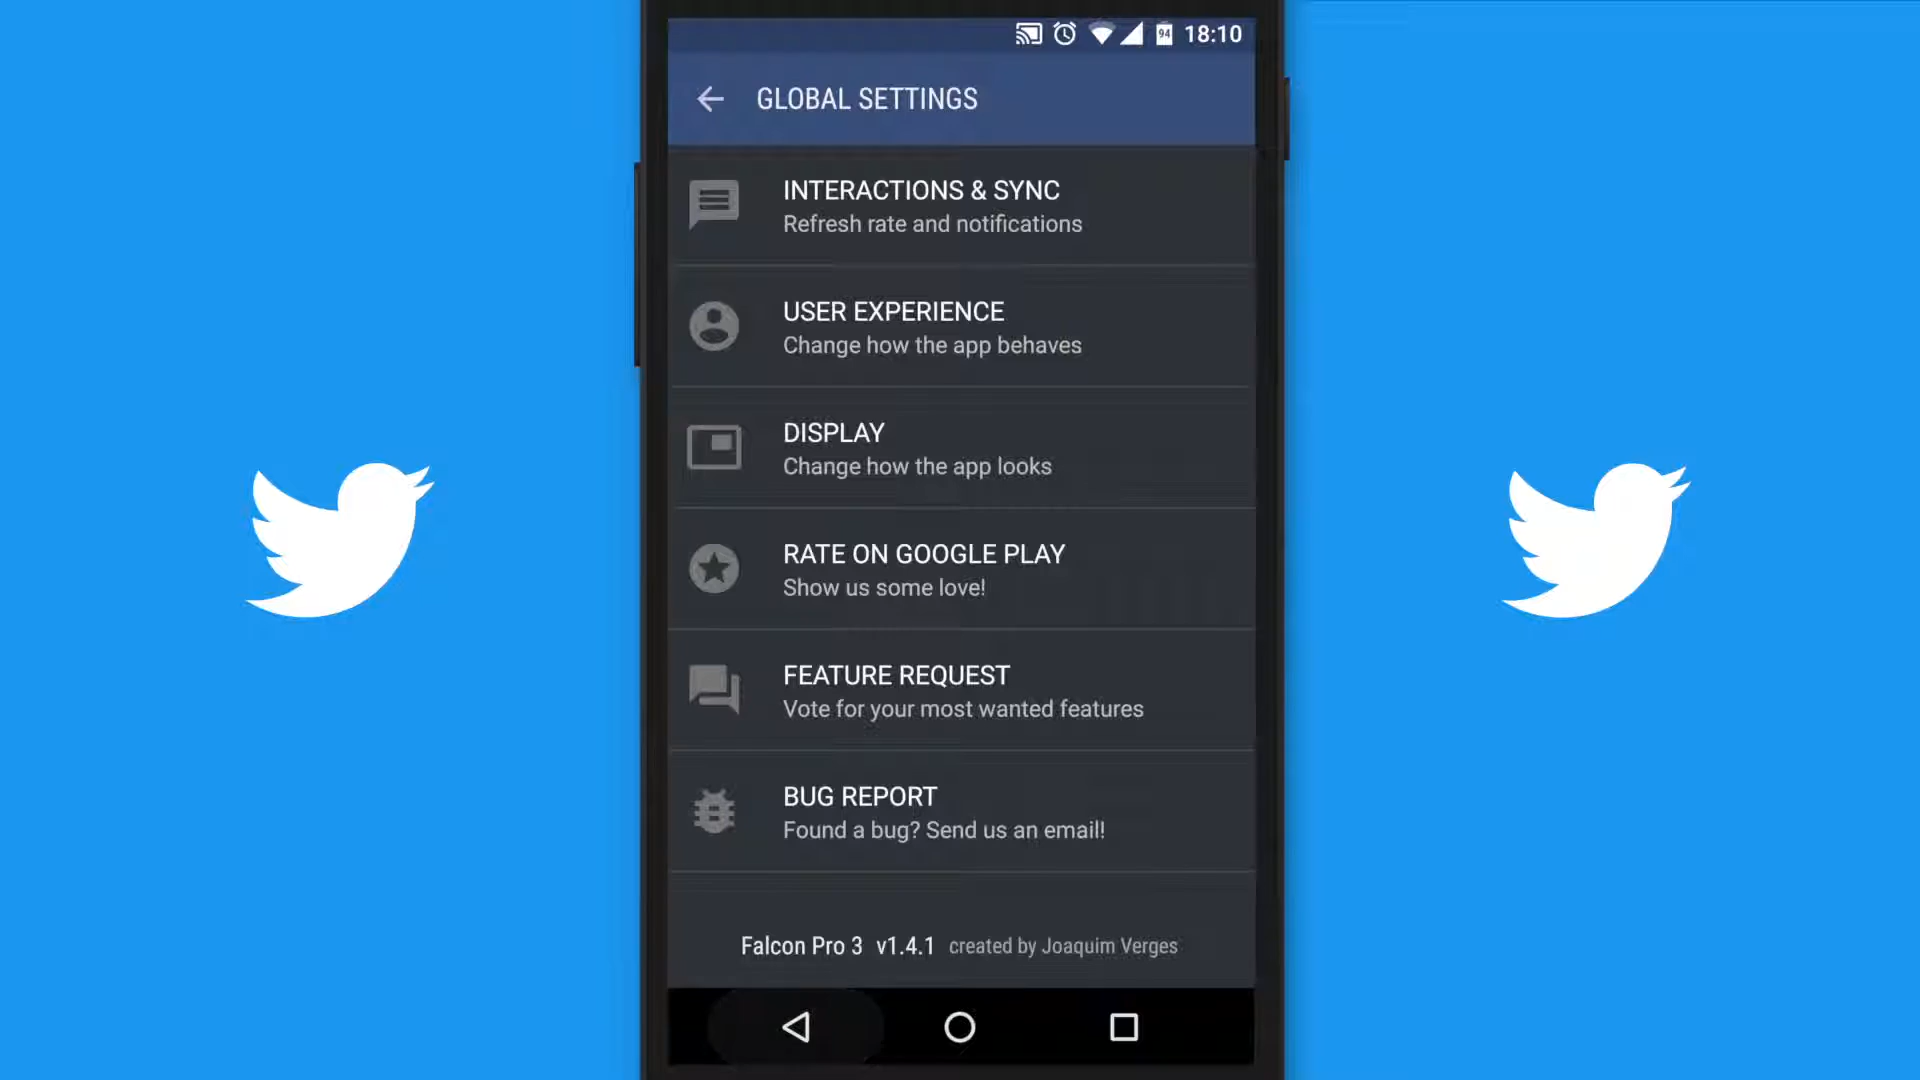 94 18:10
GLOBAL SETTINGS
INTERACTIONS & SYNC
Refresh rate and notifications
USER EXPERIENCE
Change how the app behaves
DISPLAY
Change how the app looks
RATE ON GOOGLE PLAY
Show us some love!
FEATURE REQUEST
Vote for your most wanted features
BUG REPORT
Found a bug? Send us an email!
Falcon Pro 3 v1.4.1 created by Joaquim Verges